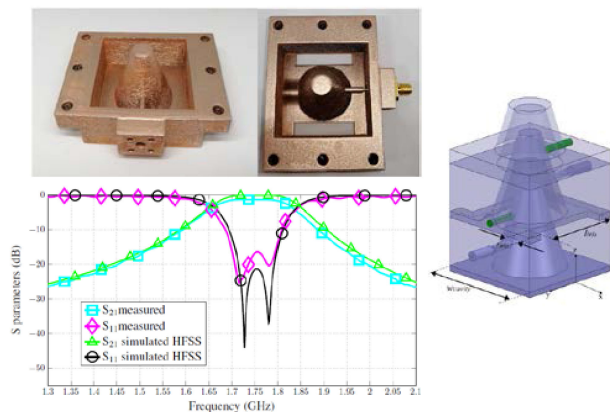 0
-10
-20
-30
-40
-50
S parameters (dB)
S21measured
S11measured
S21 simulated HFSS
S11 simulated HFSS
1.3 1.35 1.4 1.45 1.5 1.55 1.6 1.65 1.7 1.75 1.8 1.85 1.9 1.95 2 2.05 2.1
Frequency (GHz)
Wcavity
z
Y
X